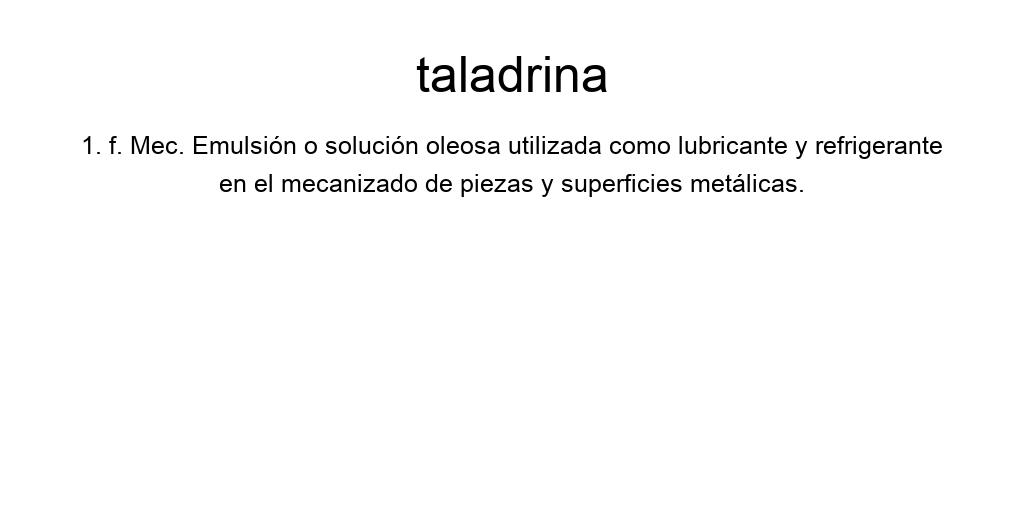 taladrina
1. f. Mec. Emulsión o solución oleosa utilizada como lubricante y refrigerante
en el mecanizado de piezas y superficies metálicas.